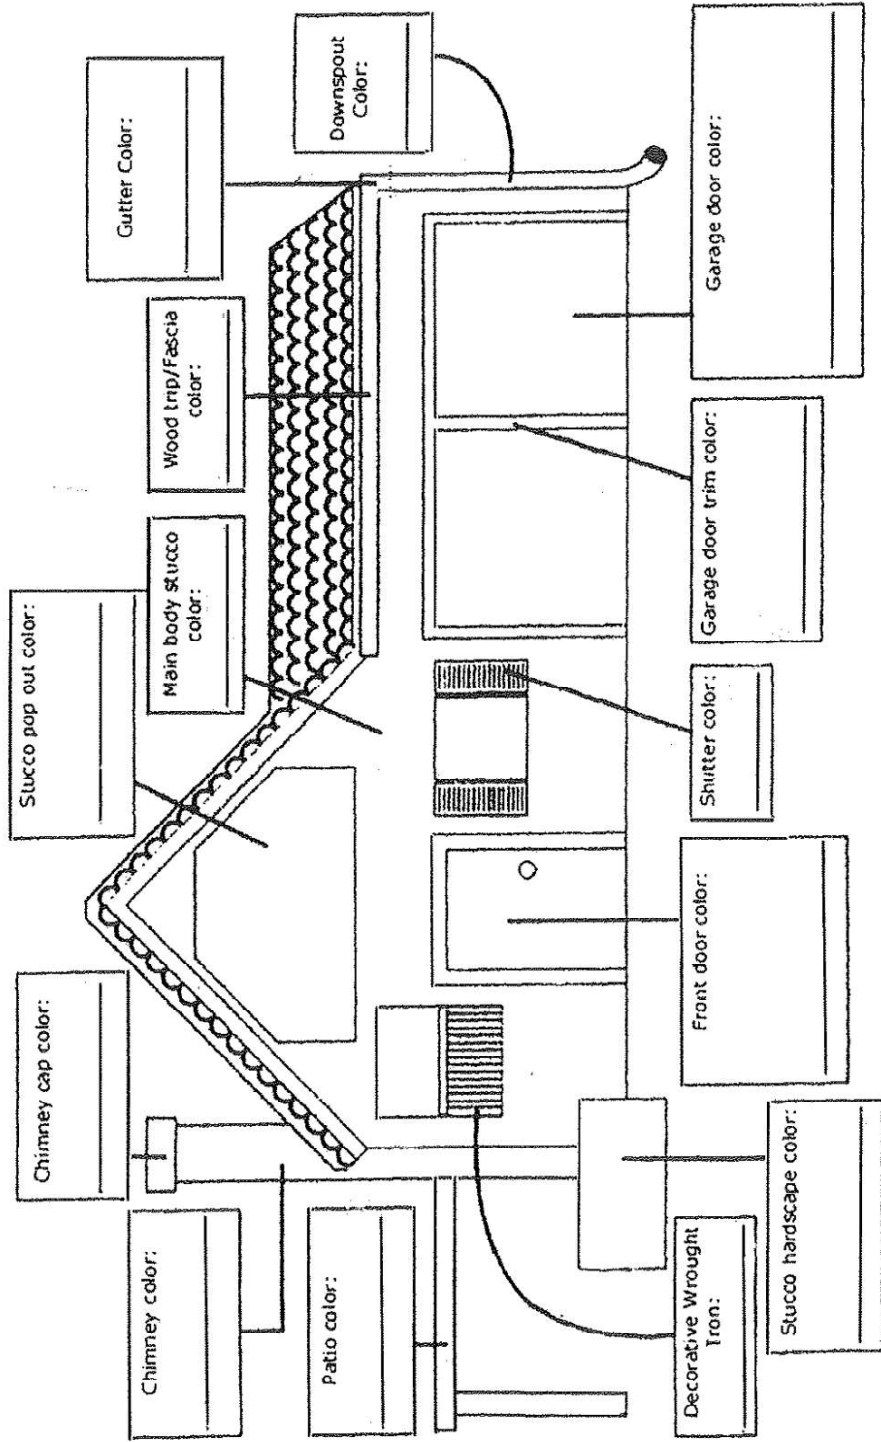 Stucco pop out color:
Chimney cap color:
Gutter Color:
Chimney color:
Wood trip/Fascia
color:
Main body stucco
color:
Downspout
Color:
Patio color:
Decorative Wrought
Iron:
Front door color:
Shutter color:
Garage door trim color:
Garage door color:
Stucco hardscape color: